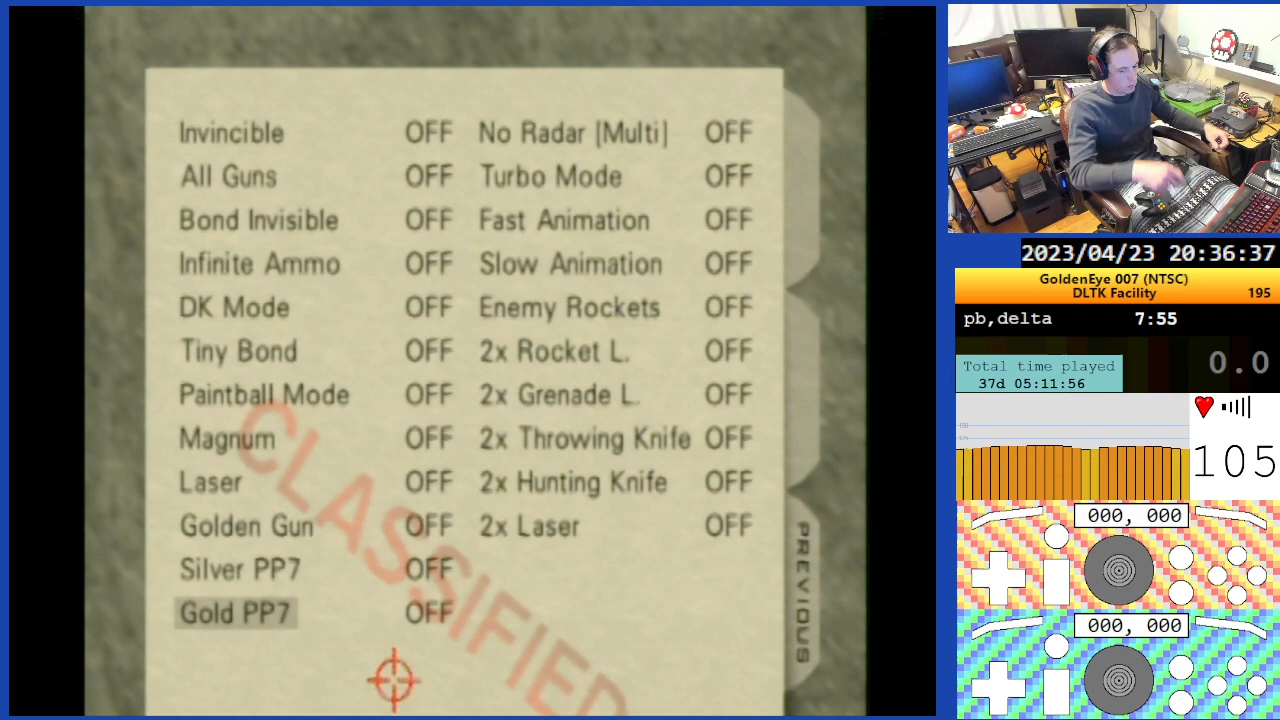 Invincible OFF No Radar (Multi) OFF
All Guns OFF Turbo Mode OFF
Bond Invisible OFF Fast Animation OFF
Infinite Ammo OFF Slow Animation OFF
DK Mode OFF Enemy Rockets OFF
Tiny Bond OFF 2x Rocket L. OFF
Paintball Mode OFF 2x Grenade L. OFF
Magnum OFF 2x Throwing Knife OFF
Laser OFF 2x Hunting Knife OFF
Golden Gun OFF 2x Laser OFF
Silver PP7 OFF
Gold PP7 OFF
CLASSIFIED
PREVIOUS
2023/04/23 20:36:37
GoldenEye 007 (NTSC)
DLTK Facility 195
pb,delta 7:55
0.0
Total time played
37d 05:11:56
105
000, 000
000, 000